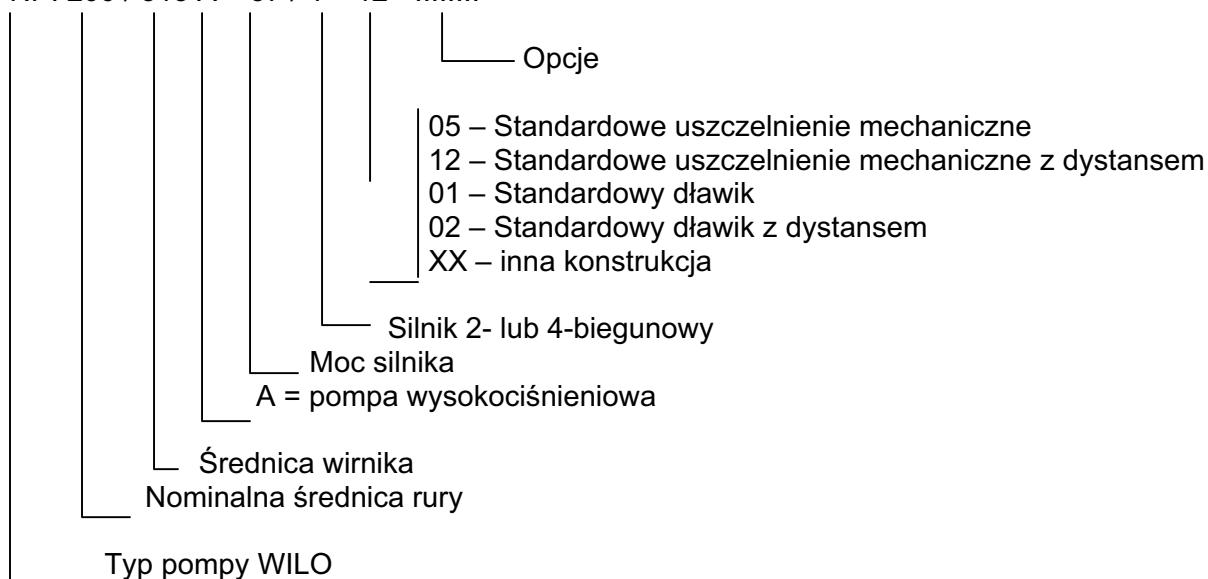 Opcje
05 – Standardowe uszczelnienie mechaniczne
12 – Standardowe uszczelnienie mechaniczne z dystansem
01 – Standardowy dławik
02 – Standardowy dławik z dystansem
XX – inna konstrukcja
Silnik 2- lub 4-biegunowy
Moc silnika
A = pompa wysokociśnieniowa
Średnica wirnika
Nominalna średnica rury
Typ pompy WILO